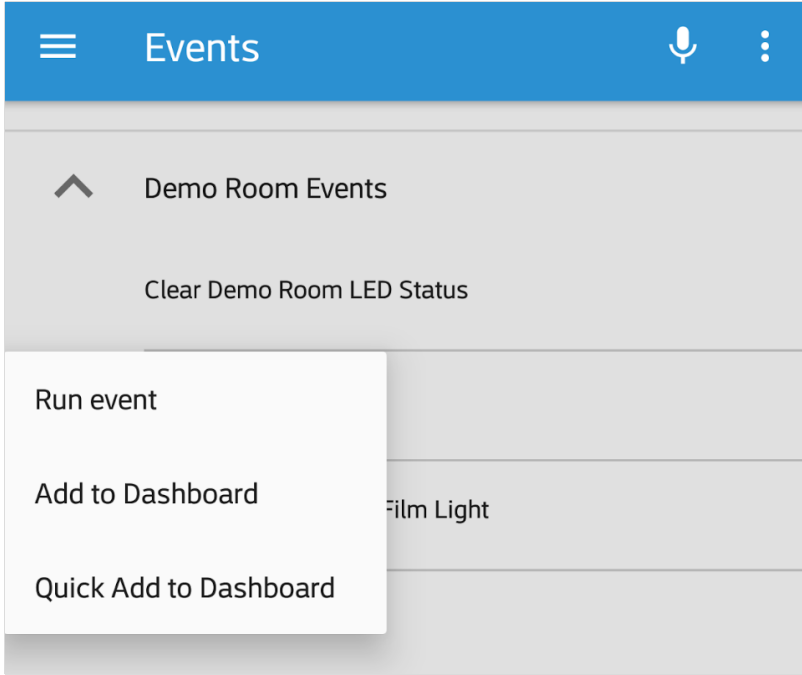 Events
Demo Room Events
Clear Demo Room LED Status
Run event
Add to Dashboard
Film Light
Quick Add to Dashboard